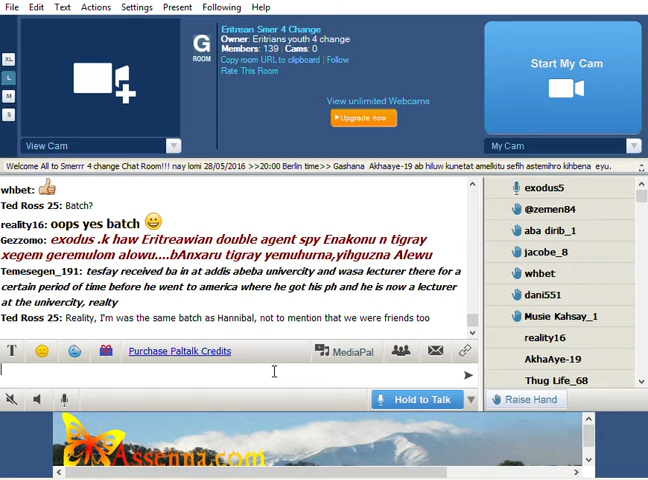 File Edit Text Actions Settings Present Following Help
XL
L
M
S
View Cam
G
ROOM
Eritrean Smer 4 Change
Owner: Eritrians youth 4 change
Members: 139 | Cams: 0
Copy room URL to clipboard | Follow
Rate This Room
View unlimited Webcams
Upgrade now
Start My Cam
My Cam
Welcome All to Smerrr 4 change Chat Room!!! nay lomi 28/05/2016 >>20:00 Berlin time>> Gashana Akhaaye-19 ab hiluw kunetat amelkitu sefih astemihro kihbena eyu.
whbet:
Ted Ross 25: Batch?
reality16: oops yes batch
Gezzomo: exodus .k haw Eritreawian double agent spy Enakonu n tigray
xegem geremulom alowu....bAnxaru tigray yemuhurna,yihguzna Alewu
Temesegen_191: tesfay received ba in at addis abeba univercity and wasa lecturer there for a
certain period of time before he went to america where he got his ph and he is now a lecturer
at the univercity, realty
Ted Ross 25: Reality, I'm was the same batch as Hannibal, not to mention that we were friends too
exodus5
@zemen84
aba dirib_1
jacobe_8
whbet
dani551
Musie Kahsay_1
reality16
AkhaAye-19
Thug Life_68
T
Purchase Paltalk Credits
MediaPal
Hold to Talk
Raise Hand
Assenna.com